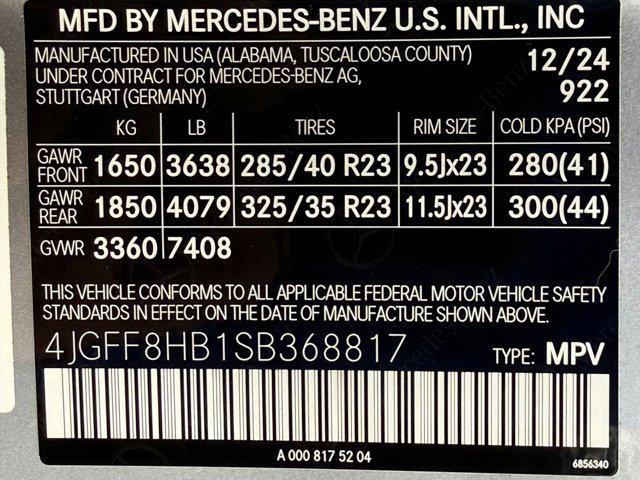 MFD BY MERCEDES-BENZ U.S. INTL., INC
MANUFACTURED IN USA (ALABAMA, TUSCALOOSA COUNTY) 12/24
UNDER CONTRACT FOR MERCEDES-BENZ AG,
STUTTGART (GERMANY) 922
KG LB TIRES RIM SIZE COLD KPA (PSI)
GAWR FRONT 1650 3638 285/40 R23 9.5Jx23 280(41)
GAWR REAR 1850 4079 325/35 R23 11.5Jx23 300(44)
GVWR 3360 7408
THIS VEHICLE CONFORMS TO ALL APPLICABLE FEDERAL MOTOR VEHICLE SAFETY
STANDARDS IN EFFECT ON THE DATE OF MANUFACTURE SHOWN ABOVE.
4JGFF8HB1SB368817 TYPE: MPV
A 000 817 52 04
6856340